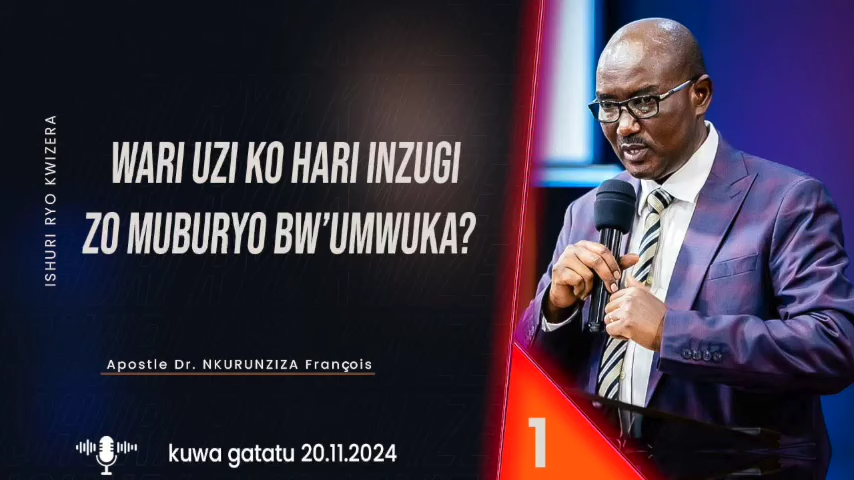 ISHURI RYO KWIZERA
WARI UZI KO HARI INZUGI
ZO MUBURYO BW'UMWUKA?
Apostle Dr. NKURUNZIZA François
kuwa gatatu 20.11.2024
1